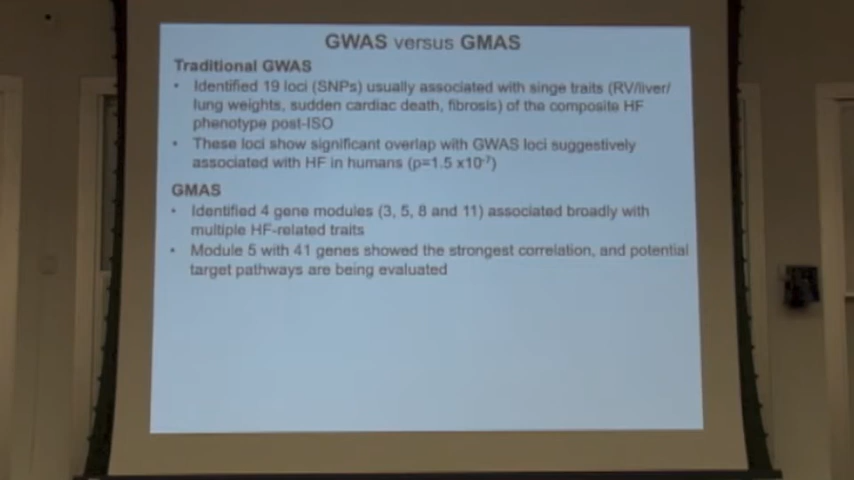 GWAS versus GMAS
Traditional GWAS
• Identified 19 loci (SNPs) usually associated with singe traits (RV/liver/
lung weights, sudden cardiac death, fibrosis) of the composite HF
phenotype post-ISO
• These loci show significant overlap with GWAS loci suggestively
associated with HF in humans (p=1.5 x10⁻⁷)
GMAS
• Identified 4 gene modules (3, 5, 8 and 11) associated broadly with
multiple HF-related traits
• Module 5 with 41 genes showed the strongest correlation, and potential
target pathways are being evaluated